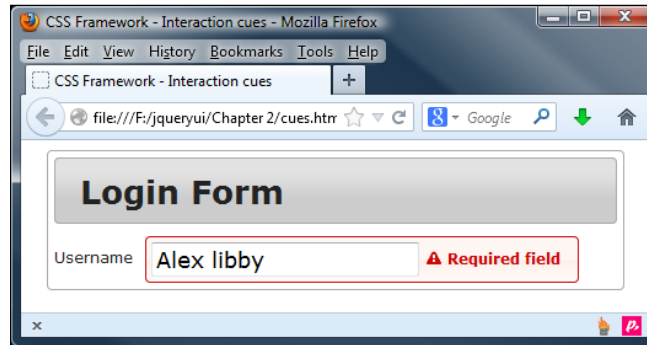 CSS Framework - Interaction cues - Mozilla Firefox
File Edit View History Bookmarks Tools Help
CSS Framework - Interaction cues +
file:///F:/jqueryui/Chapter 2/cues.htm Google
Login Form
Username Alex libby Required field
x